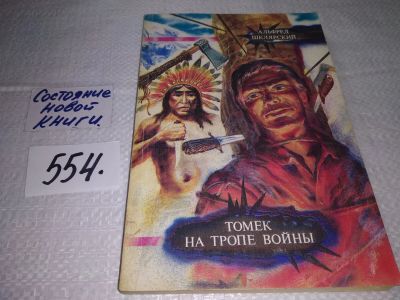 Состояние
новой
книги.
554.
АЛЬФРЕД
ШКЛЯРСКИЙ
ТОМЕК
НА ТРОПЕ ВОЙНЫ